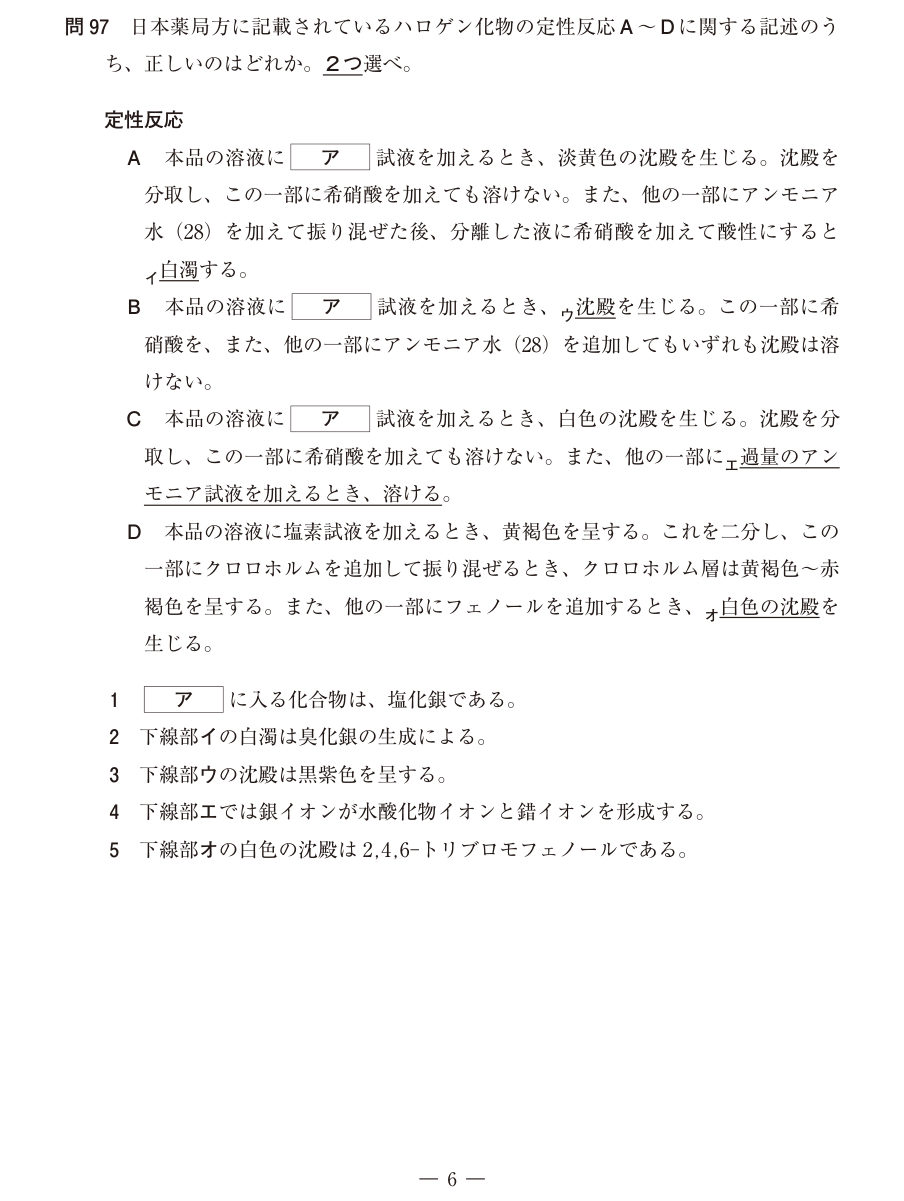 問 97　日本薬局方に記載されているハロゲン化物の定性反応A～Dに関する記述のう
ち、正しいのはどれか。２つ選べ。
定性反応
A　本品の溶液に ア 試液を加えるとき、淡黄色の沈殿を生じる。沈殿を
分取し、この一部に希硝酸を加えても溶けない。また、他の一部にアンモニア
水（28）を加えて振り混ぜた後、分離した液に希硝酸を加えて酸性にすると
イ白濁する。
B　本品の溶液に ア 試液を加えるとき、ウ沈殿を生じる。この一部に希
硝酸を、また、他の一部にアンモニア水（28）を追加してもいずれも沈殿は溶
けない。
C　本品の溶液に ア 試液を加えるとき、白色の沈殿を生じる。沈殿を分
取し、この一部に希硝酸を加えても溶けない。また、他の一部にエ過量のアン
モニア試液を加えるとき、溶ける。
D　本品の溶液に塩素試液を加えるとき、黄褐色を呈する。これを二分し、この
一部にクロロホルムを追加して振り混ぜるとき、クロロホルム層は黄褐色～赤
褐色を呈する。また、他の一部にフェノールを追加するとき、オ白色の沈殿を
生じる。
1　ア に入る化合物は、塩化銀である。
2　下線部イの白濁は臭化銀の生成による。
3　下線部ウの沈殿は黒紫色を呈する。
4　下線部エでは銀イオンが水酸化物イオンと錯イオンを形成する。
5　下線部オの白色の沈殿は 2,4,6-トリブロモフェノールである。
― 6 ―